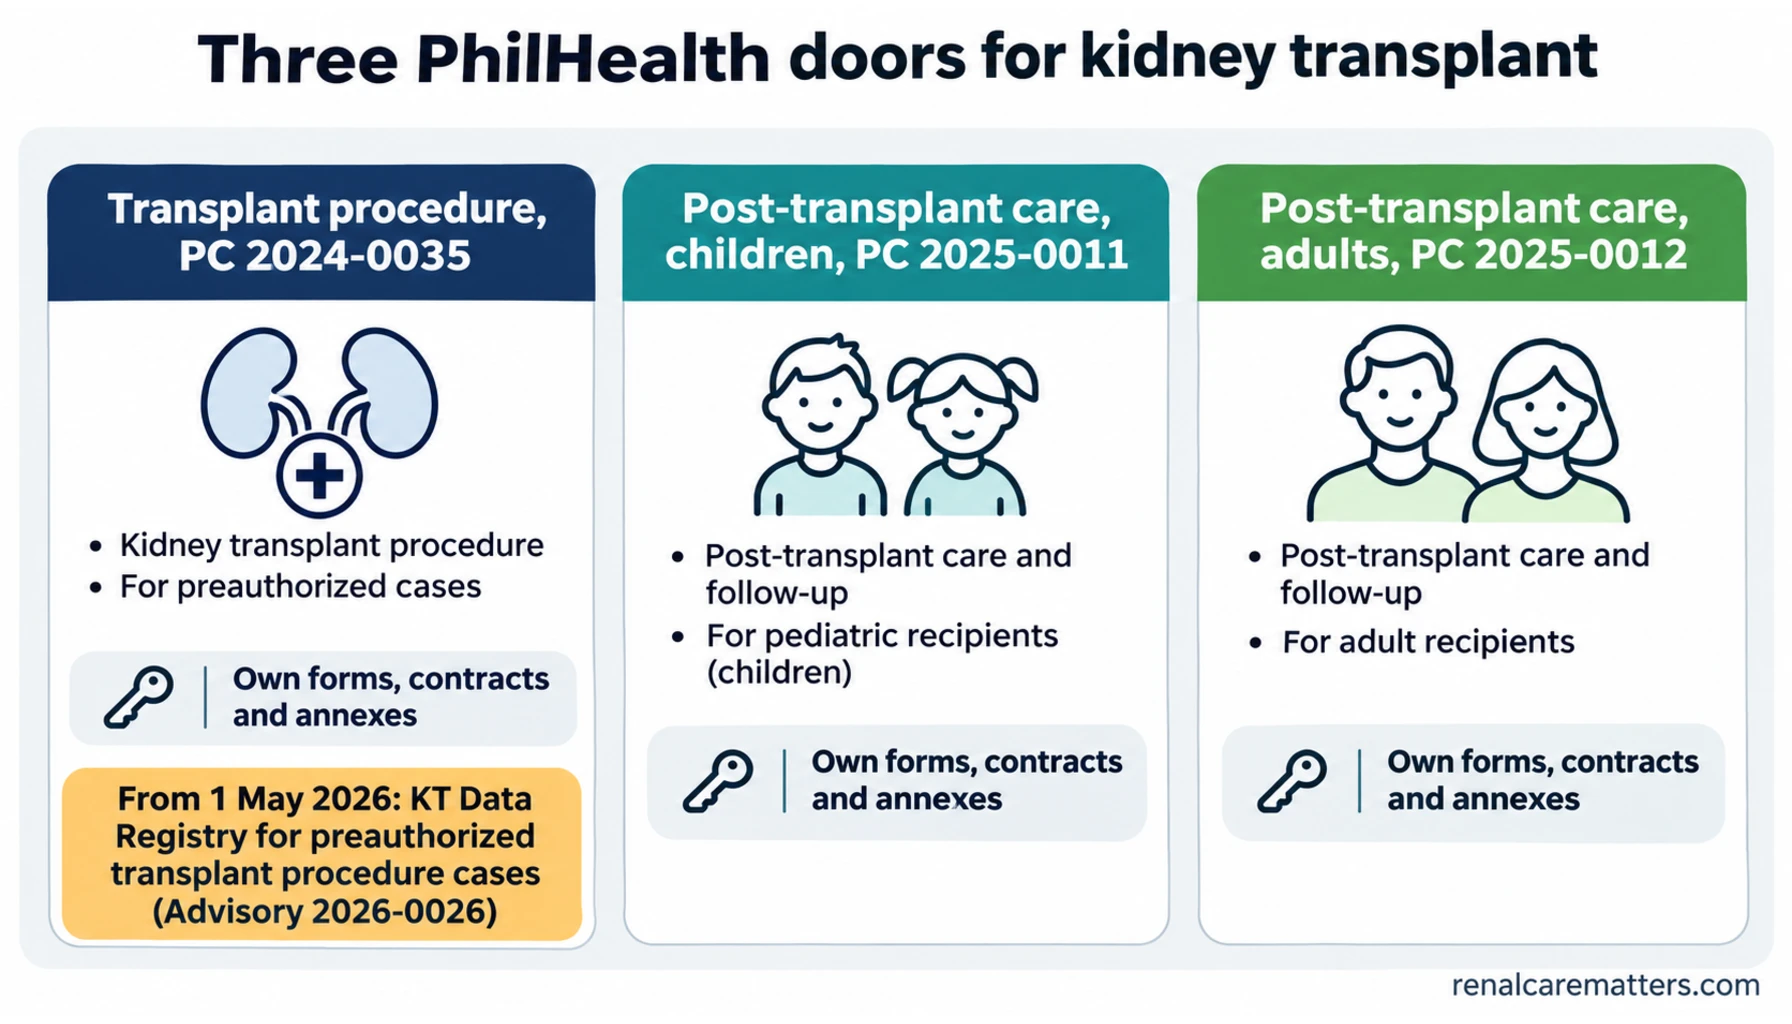 Three PhilHealth doors for kidney transplant
Transplant procedure,
PC 2024-0035
• Kidney transplant procedure
• For preauthorized cases
Own forms, contracts
and annexes
From 1 May 2026: KT Data
Registry for preauthorized
transplant procedure cases
(Advisory 2026-0026)
Post-transplant care,
children, PC 2025-0011
• Post-transplant care and
follow-up
• For pediatric recipients
(children)
Own forms, contracts
and annexes
Post-transplant care,
adults, PC 2025-0012
• Post-transplant care and
follow-up
• For adult recipients
Own forms, contracts
and annexes
renalcarematters.com